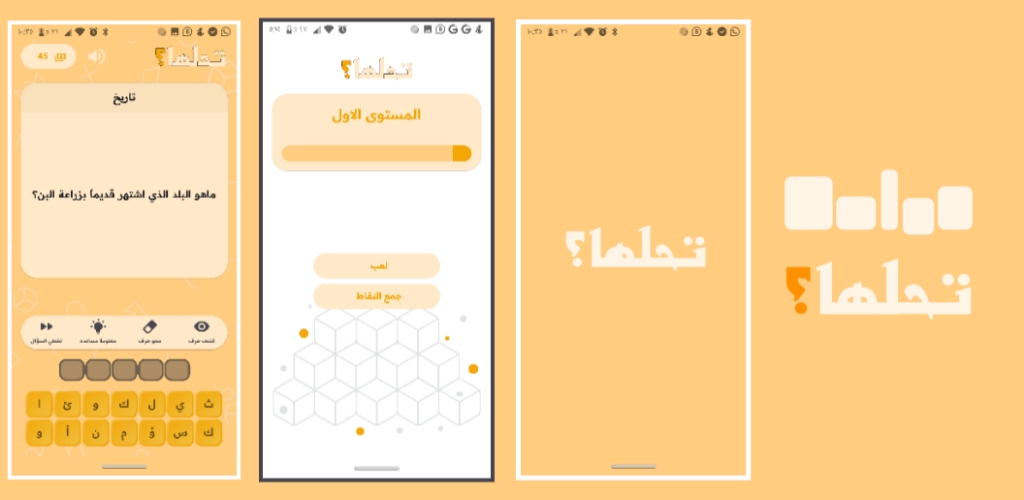 45
تحلها؟
تاريخ
ماهو البلد الذي اشتهر قديماً بزراعة البن؟
كشف حرف
محو حرف
معلومة مساعدة
تخطي السؤال
ث ي ل ك و ئ ا
ك س ؤ م ن أ و
تحلها؟
المستوى الاول
لعب
جمع النقاط
تحلها؟
تحلها؟